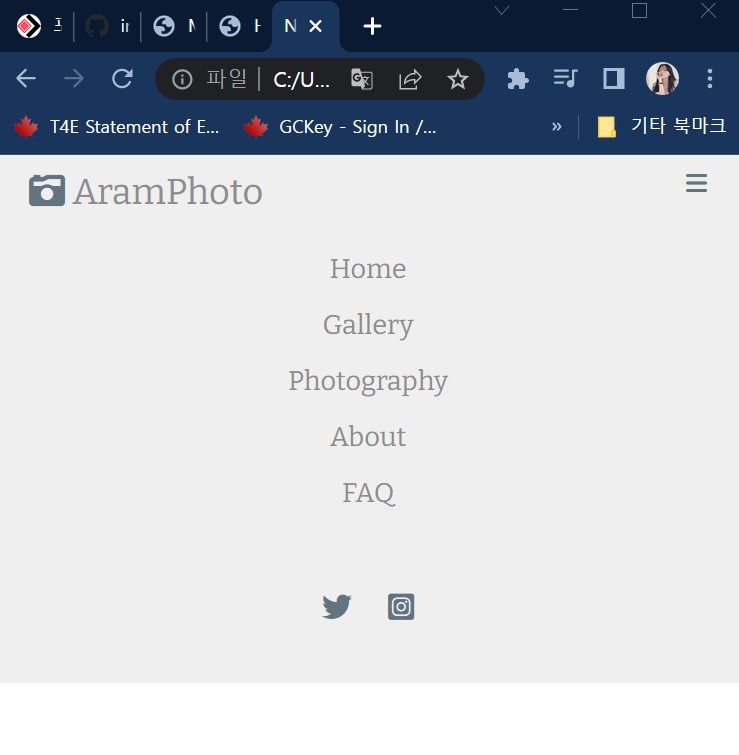 N
파일 C:/U...
T4E Statement of E...
GCKey - Sign In /...
»
기타 북마크
AramPhoto
Home
Gallery
Photography
About
FAQ